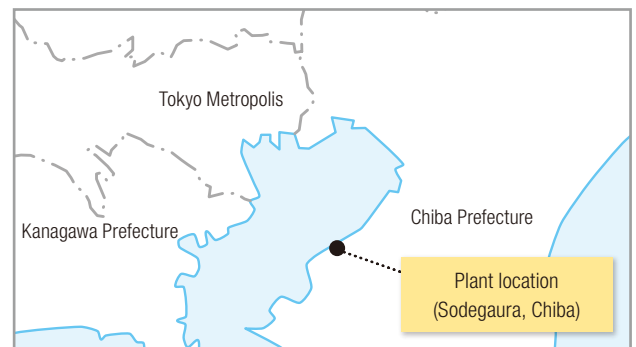 Tokyo Metropolis
Kanagawa Prefecture
Chiba Prefecture
Plant location
(Sodegaura, Chiba)